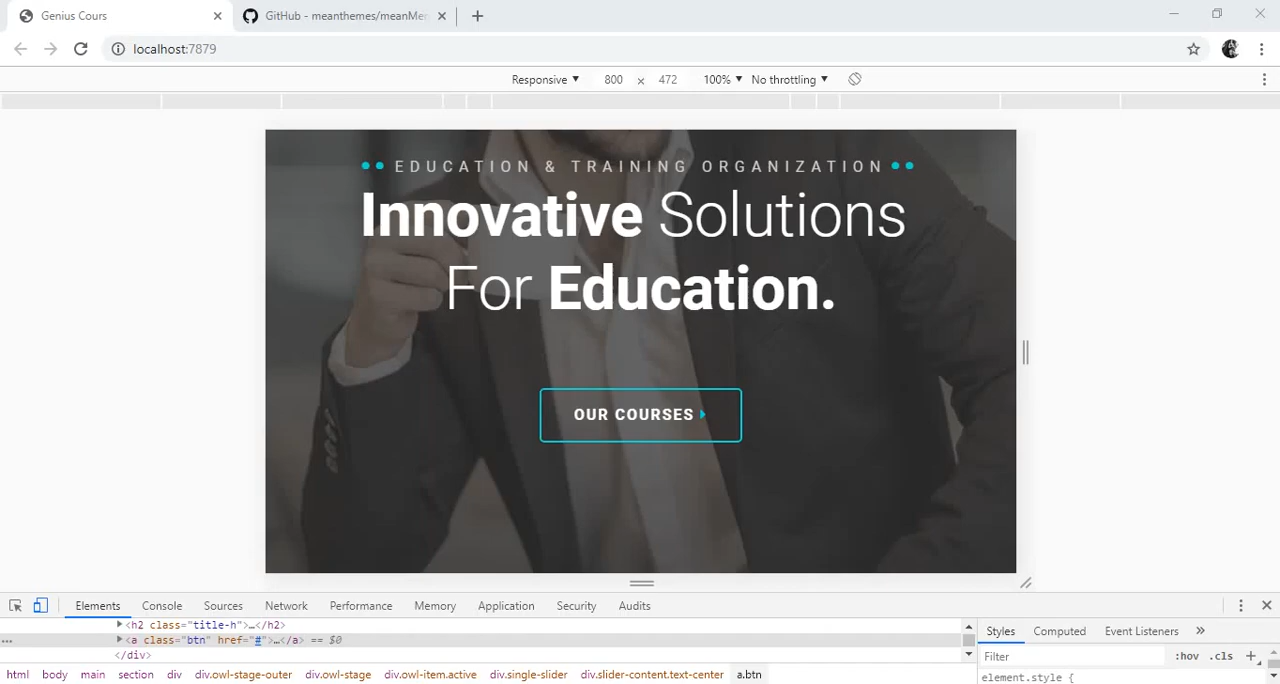 Genius Cours
GitHub - meanthemes/meanMe
localhost:7879
Responsive 800 x 472 100% No throttling
EDUCATION & TRAINING ORGANIZATION
Innovative Solutions
For Education.
OUR COURSES
Elements Console Sources Network Performance Memory Application Security Audits
<h2 class="title-h">…</h2>
<a class="btn" href="#">…</a> == $0
</div>
html body main section div div.owl-stage-outer div.owl-stage div.owl-item.active div.single-slider div.slider-content.text-center a.btn
Styles Computed Event Listeners »
Filter :hov .cls +
element.style {